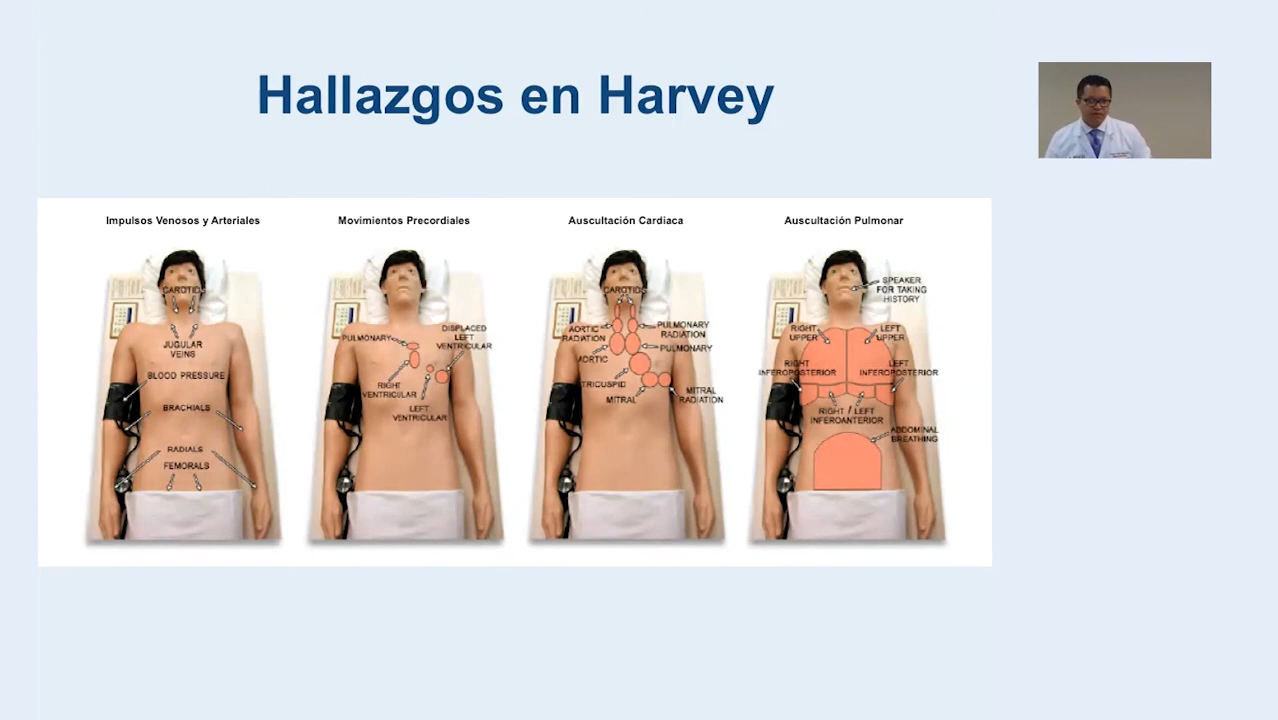 Hallazgos en Harvey
Impulsos Venosos y Arteriales
CAROTID
JUGULAR
VEINS
BLOOD PRESSURE
BRACHIALS
RADIALS
FEMORALS
Movimientos Precordiales
PULMONARY
DISPLACED
LEFT
VENTRICULAR
RIGHT
VENTRICULAR
LEFT
VENTRICULAR
Auscultación Cardiaca
CAROTID
AORTIC
RADIATION
PULMONARY
RADIATION
PULMONARY
AORTIC
TRICUSPID
MITRAL
MITRAL
RADIATION
Auscultación Pulmonar
SPEAKER
FOR TAKING
HISTORY
RIGHT
UPPER
LEFT
UPPER
RIGHT
INFEROPOSTERIOR
LEFT
INFEROPOSTERIOR
RIGHT / LEFT
INFEROANTERIOR
ABDOMINAL
BREATHING